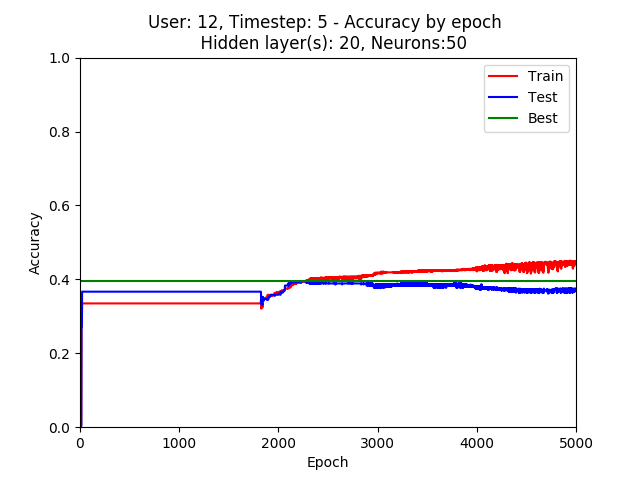 User: 12, Timestep: 5 - Accuracy by epoch
Hidden layer(s): 20, Neurons:50
1.0
0.8
0.6
0.4
0.2
0.0
Accuracy
Train
Test
Best
0
1000
2000
3000
4000
5000
Epoch